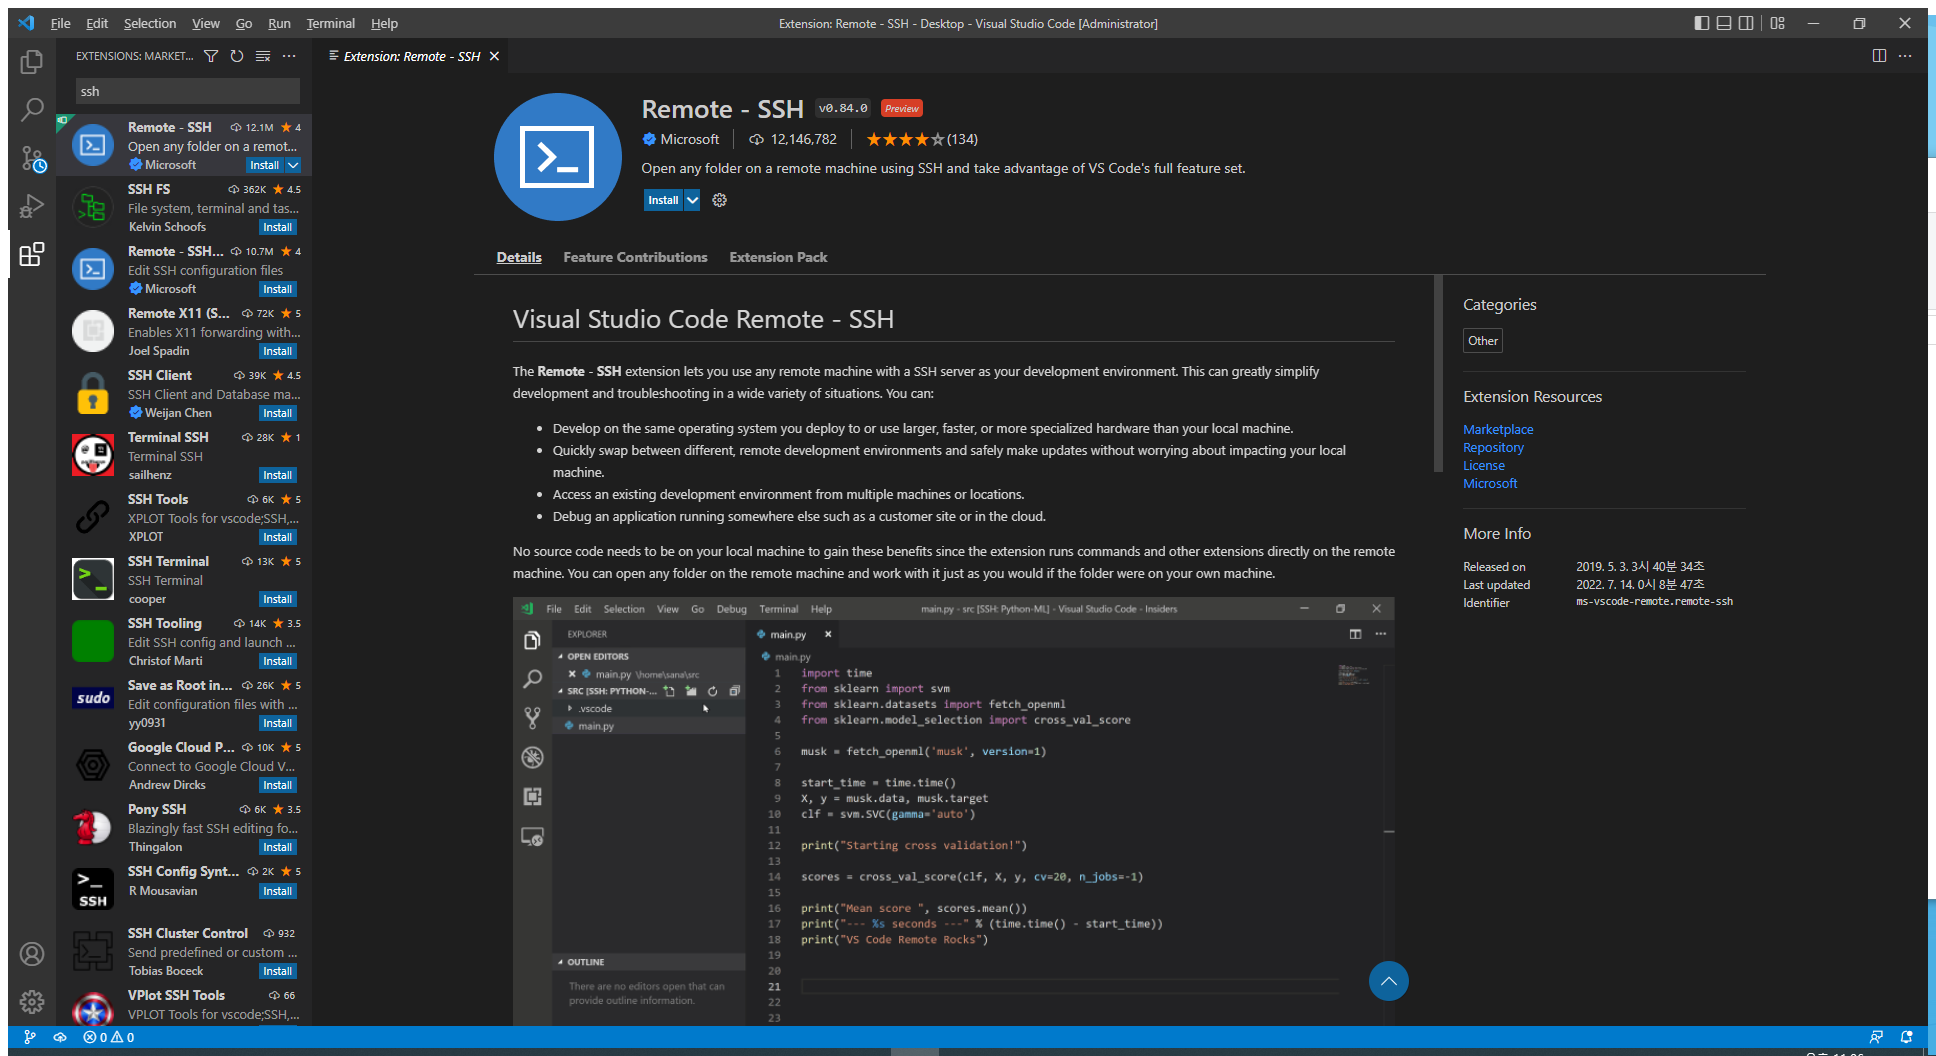 File Edit Selection View Go Run Terminal Help
Extension: Remote - SSH - Desktop - Visual Studio Code [Administrator]
EXTENSIONS: MARKET...
ssh
Remote - SSH 12.1M ★ 4
Open any folder on a remot...
Microsoft Install
SSH FS 362K ★ 4.5
File system, terminal and tas...
Kelvin Schoofs Install
Remote - SSH... 10.7M ★ 4
Edit SSH configuration files
Microsoft Install
Remote X11 (S... 72K ★ 5
Enables X11 forwarding with...
Joel Spadin Install
SSH Client 39K ★ 4.5
SSH Client and Database ma...
Weijan Chen Install
Terminal SSH 28K ★ 1
Terminal SSH
sailhenz Install
SSH Tools 6K ★ 5
XPLOT Tools for vscode;SSH,...
XPLOT Install
SSH Terminal 13K ★ 5
SSH Terminal
cooper Install
SSH Tooling 14K ★ 3.5
Edit SSH config and launch ...
Christof Marti Install
sudo
Save as Root in... 26K ★ 5
Edit configuration files with ...
yy0931 Install
Google Cloud P... 10K ★ 5
Connect to Google Cloud V...
Andrew Dircks Install
Pony SSH 6K ★ 3.5
Blazingly fast SSH editing fo...
Thingalon Install
>_ SSH
SSH Config Synt... 2K ★ 5
R Mousavian Install
SSH Cluster Control 932
Send predefined or custom ...
Tobias Boceck Install
VPlot SSH Tools 66
VPLOT Tools for vscode;SSH,...
0 0
Extension: Remote - SSH
Remote - SSH v0.84.0 Preview
Microsoft | 12,146,782 | ★★★★☆(134)
Open any folder on a remote machine using SSH and take advantage of VS Code's full feature set.
Install
Details Feature Contributions Extension Pack
Visual Studio Code Remote - SSH
The Remote - SSH extension lets you use any remote machine with a SSH server as your development environment. This can greatly simplify
development and troubleshooting in a wide variety of situations. You can:
• Develop on the same operating system you deploy to or use larger, faster, or more specialized hardware than your local machine.
• Quickly swap between different, remote development environments and safely make updates without worrying about impacting your local
machine.
• Access an existing development environment from multiple machines or locations.
• Debug an application running somewhere else such as a customer site or in the cloud.
No source code needs to be on your local machine to gain these benefits since the extension runs commands and other extensions directly on the remote
machine. You can open any folder on the remote machine and work with it just as you would if the folder were on your own machine.
File Edit Selection View Go Debug Terminal Help
main.py - src [SSH: Python-ML] - Visual Studio Code - Insiders
EXPLORER
OPEN EDITORS
main.py \home\sana\src
SRC [SSH: PYTHON-...
.vscode
main.py
OUTLINE
There are no editors open that can
provide outline information.
main.py
main.py
1 import time
2 from sklearn import svm
3 from sklearn.datasets import fetch_openml
4 from sklearn.model_selection import cross_val_score
5
6 musk = fetch_openml('musk', version=1)
7
8 start_time = time.time()
9 X, y = musk.data, musk.target
10 clf = svm.SVC(gamma='auto')
11
12 print("Starting cross validation!")
13
14 scores = cross_val_score(clf, X, y, cv=20, n_jobs=-1)
15
16 print("Mean score ", scores.mean())
17 print("--- %s seconds ---" % (time.time() - start_time))
18 print("VS Code Remote Rocks")
19
20
21
22
23
Categories
Other
Extension Resources
Marketplace
Repository
License
Microsoft
More Info
Released on 2019. 5. 3. 3시 40분 34초
Last updated 2022. 7. 14. 0시 8분 47초
Identifier ms-vscode-remote.remote-ssh